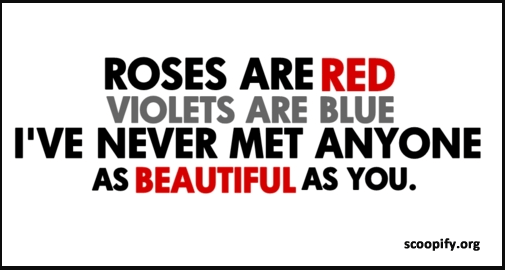 ROSES ARE RED
VIOLETS ARE BLUE
I'VE NEVER MET ANYONE
AS BEAUTIFUL AS YOU.
scoopify.org